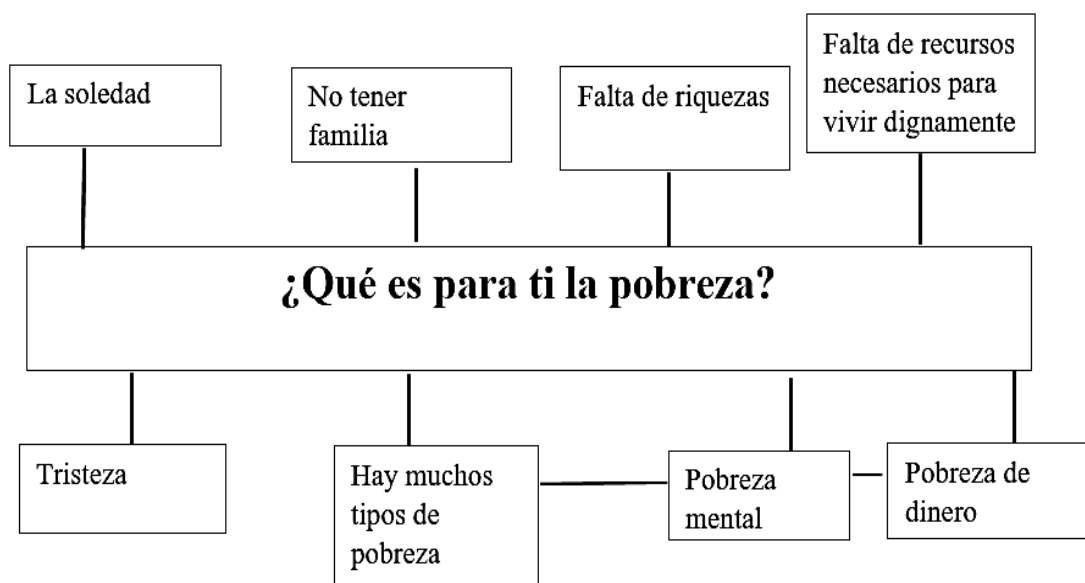 La soledad
No tener
familia
Falta de riquezas
Falta de recursos
necesarios para
vivir dignamente
¿Qué es para ti la pobreza?
Tristeza
Hay muchos
tipos de
pobreza
Pobreza
mental
Pobreza de
dinero